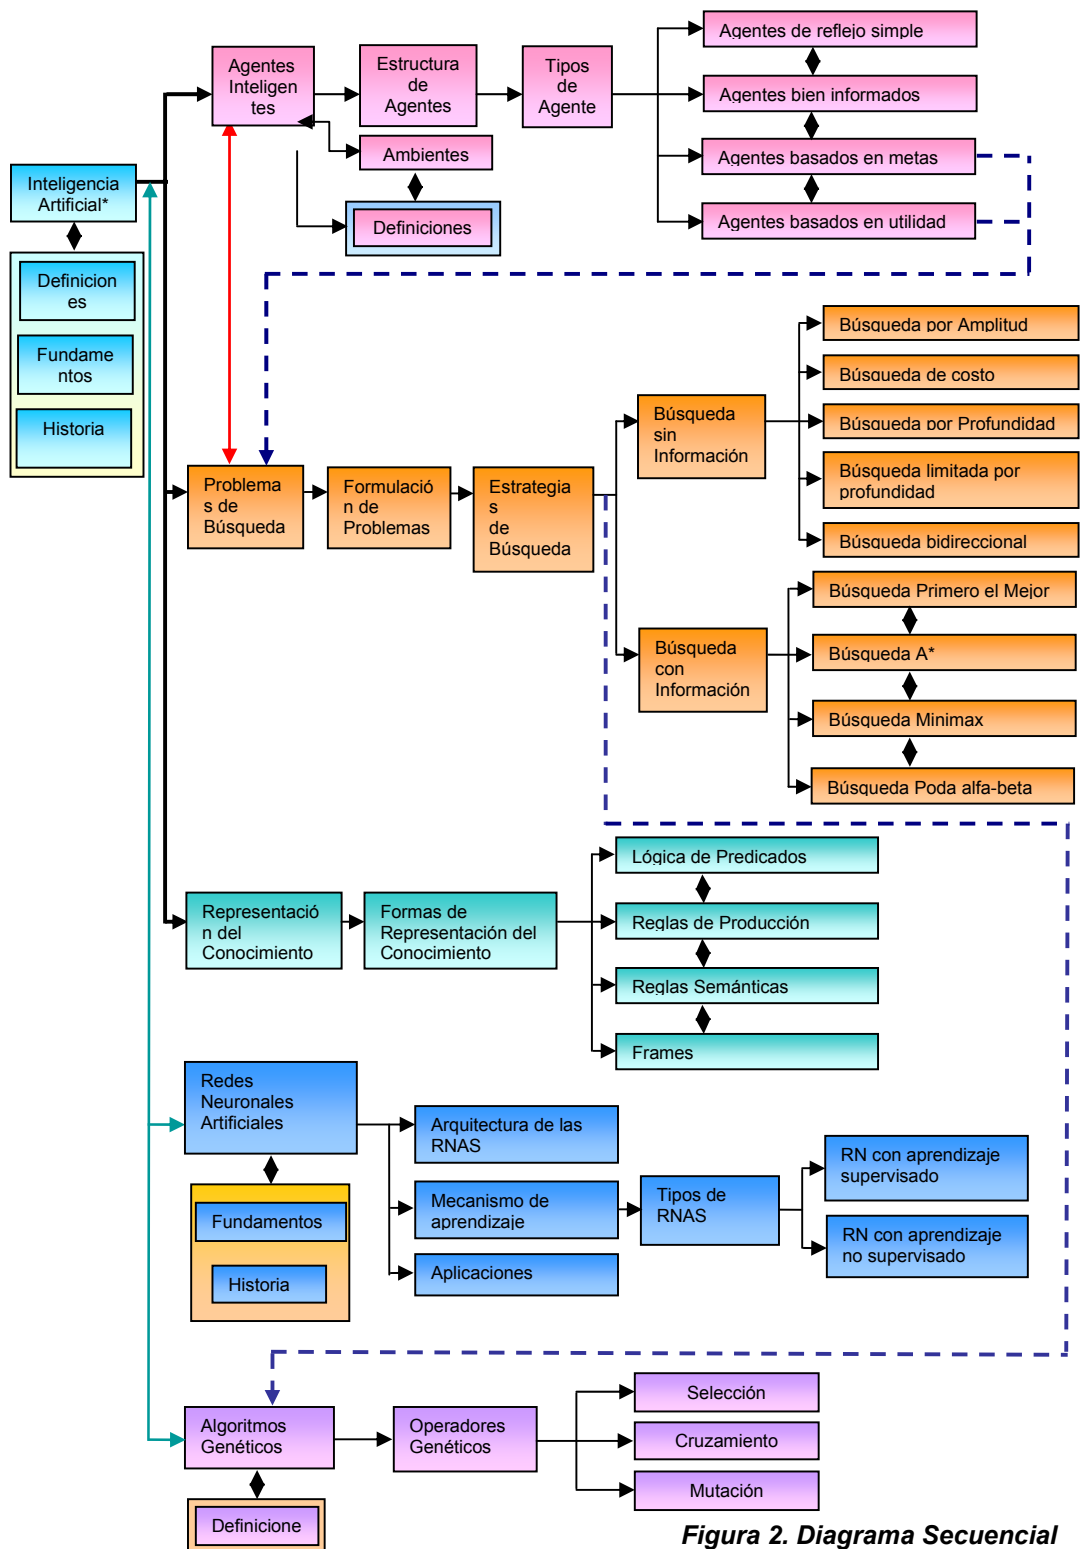 Agentes
Inteligen
tes
Estructura
de
Agentes
Tipos
de
Agente
Agentes de reflejo simple
Agentes bien informados
Agentes basados en metas
Agentes basados en utilidad
Ambientes
Definiciones
Inteligencia
Artificial*
Definicion
es
Fundame
ntos
Historia
Problema
s de
Búsqueda
Formulació
n de
Problemas
Estrategia
s
de
Búsqueda
Búsqueda
sin
Información
Búsqueda por Amplitud
Búsqueda de costo
Búsqueda por Profundidad
Búsqueda limitada por
profundidad
Búsqueda bidireccional
Búsqueda
con
Información
Búsqueda Primero el Mejor
Búsqueda A*
Búsqueda Minimax
Búsqueda Poda alfa-beta
Representació
n del
Conocimiento
Formas de
Representación del
Conocimiento
Lógica de Predicados
Reglas de Producción
Reglas Semánticas
Frames
Redes
Neuronales
Artificiales
Fundamentos
Historia
Arquitectura de las
RNAS
Mecanismo de
aprendizaje
Aplicaciones
Tipos de
RNAS
RN con aprendizaje
supervisado
RN con aprendizaje
no supervisado
Algoritmos
Genéticos
Definicione
Operadores
Genéticos
Selección
Cruzamiento
Mutación
Figura 2. Diagrama Secuencial